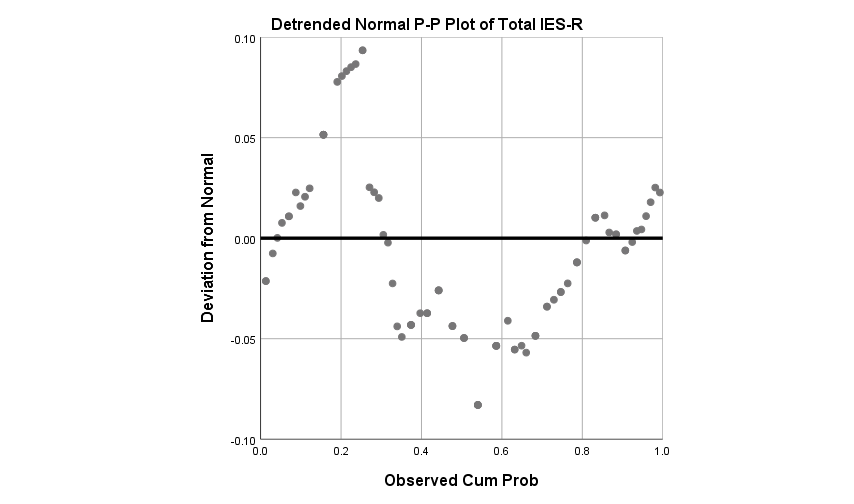 Detrended Normal P-P Plot of Total IES-R
0.10
0.05
0.00
-0.05
-0.10
Deviation from Normal
0.0 0.2 0.4 0.6 0.8 1.0
Observed Cum Prob